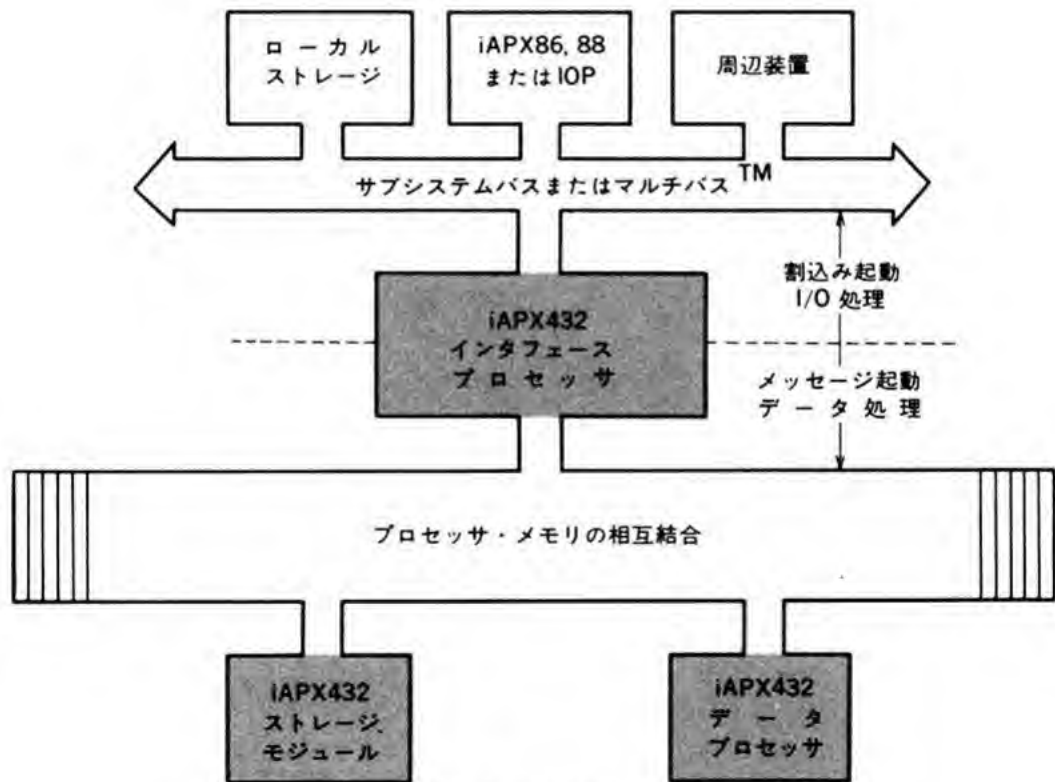 ローカル
ストレージ
iAPX86, 88
またはIOP
周辺装置
サブシステムバスまたはマルチバス™
割込み起動
I/O 処理
iAPX432
インタフェース
プロセッサ
メッセージ起動
データ処理
プロセッサ・メモリの相互結合
iAPX432
ストレージ
モジュール
iAPX432
データ
プロセッサ